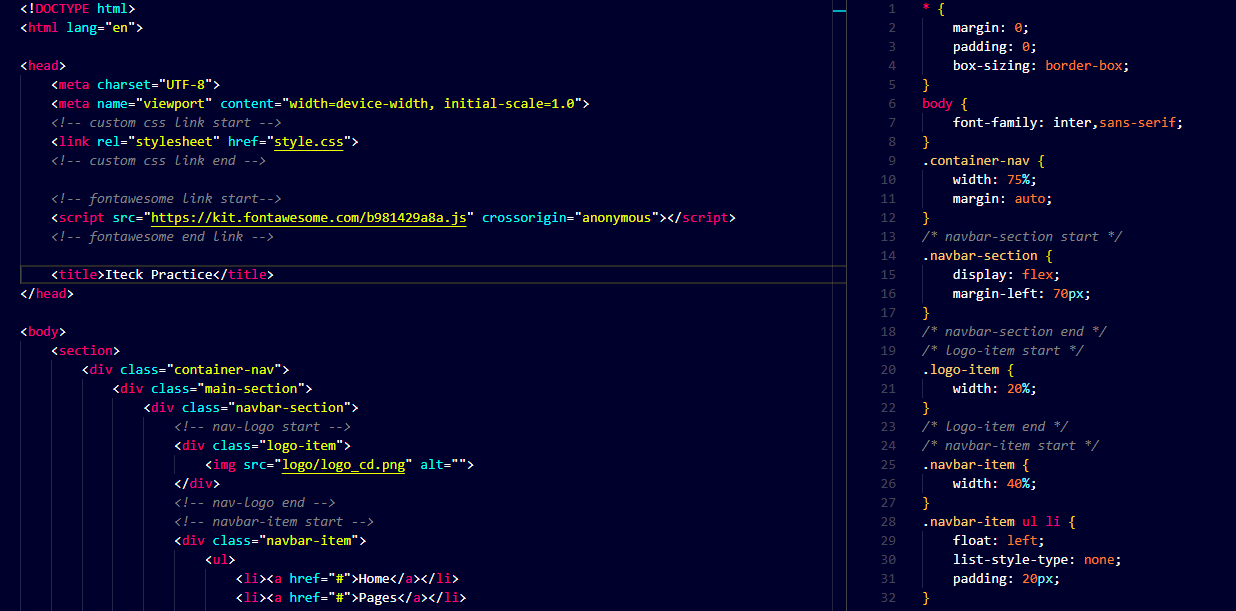 <!DOCTYPE html>
<html lang="en">
<head>
<meta charset="UTF-8">
<meta name="viewport" content="width=device-width, initial-scale=1.0">
<!-- custom css link start -->
<link rel="stylesheet" href="style.css">
<!-- custom css link end -->
<!-- fontawesome link start-->
<script src="https://kit.fontawesome.com/b981429a8a.js" crossorigin="anonymous"></script>
<!-- fontawesome end link -->
<title>Iteck Practice</title>
</head>
<body>
<section>
<div class="container-nav">
<div class="main-section">
<div class="navbar-section">
<!-- nav-logo start -->
<div class="logo-item">
<img src="logo/logo_cd.png" alt="">
</div>
<!-- nav-logo end -->
<!-- navbar-item start -->
<div class="navbar-item">
<ul>
<li><a href="#">Home</a></li>
<li><a href="#">Pages</a></li>
1 * {
2 margin: 0;
3 padding: 0;
4 box-sizing: border-box;
5 }
6 body {
7 font-family: inter,sans-serif;
8 }
9 .container-nav {
10 width: 75%;
11 margin: auto;
12 }
13 /* navbar-section start */
14 .navbar-section {
15 display: flex;
16 margin-left: 70px;
17 }
18 /* navbar-section end */
19 /* logo-item start */
20 .logo-item {
21 width: 20%;
22 }
23 /* logo-item end */
24 /* navbar-item start */
25 .navbar-item {
26 width: 40%;
27 }
28 .navbar-item ul li {
29 float: left;
30 list-style-type: none;
31 padding: 20px;
32 }